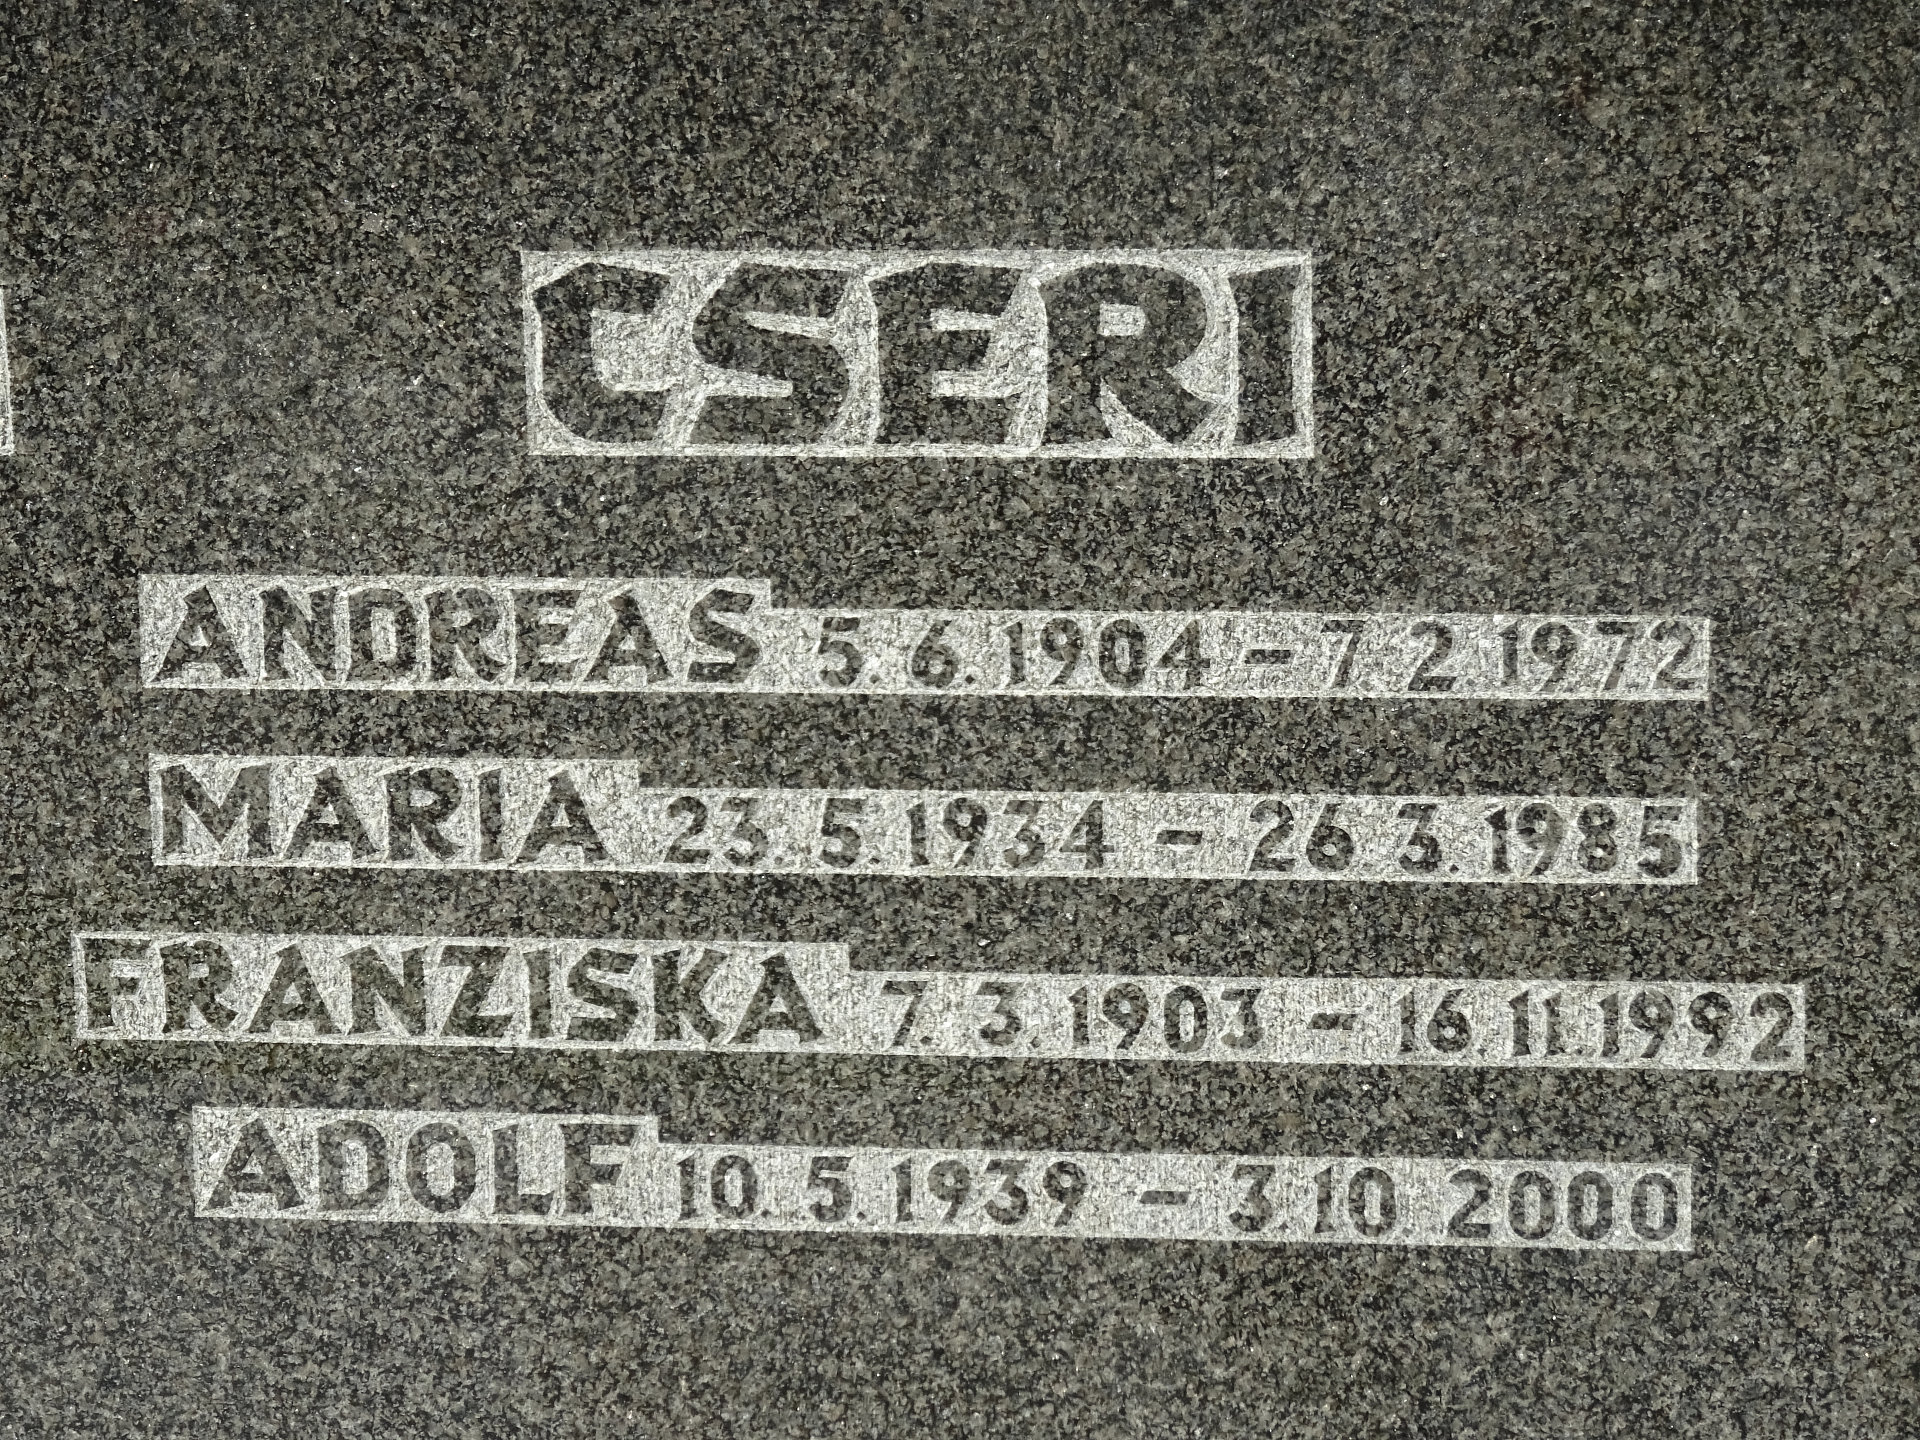 CSERI
ANDREAS 5. 6. 1904 - 7. 2. 1972
MARIA 23. 5. 1934 - 26. 3. 1985
FRANZISKA 7. 3. 1903 - 16. 11. 1992
ADOLF 10. 5. 1939 - 3. 10. 2000